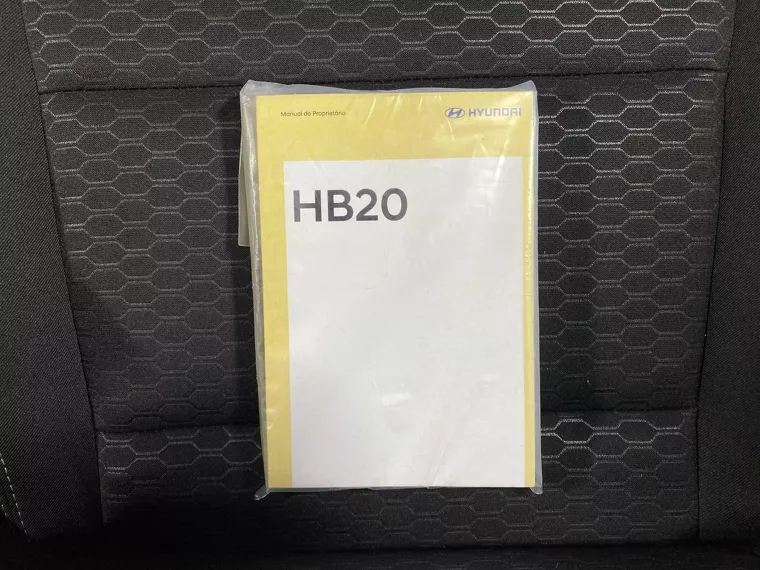 Manual do Proprietário
HYUNDAI
HB20